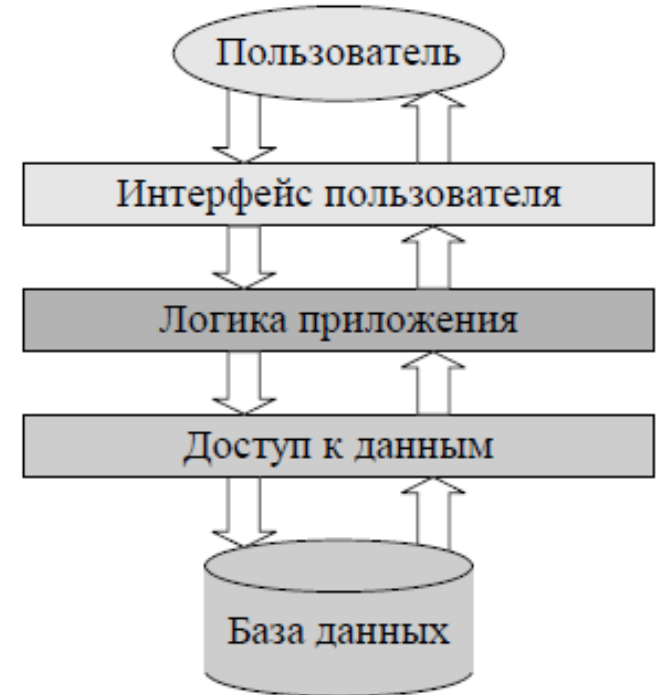 Пользователь
Интерфейс пользователя
Логика приложения
Доступ к данным
База данных